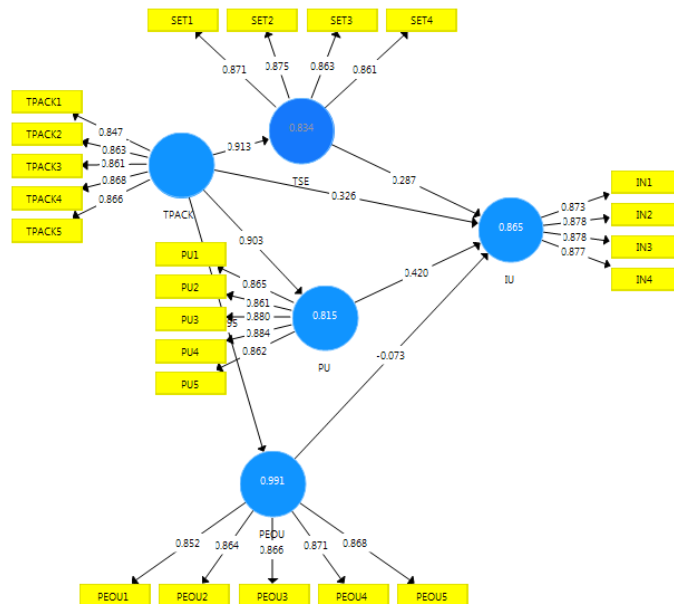 SET1
SET2
SET3
SET4
0.871
0.875
0.863
0.861
TPACK1
TPACK2
TPACK3
TPACK4
TPACK5
0.847
0.863
0.861
0.868
0.866
TPACK
0.913
0.834
TSE
0.287
0.326
0.903
PU1
PU2
PU3
PU4
PU5
0.865
0.861
0.880
0.884
0.862
0.815
PU
0.420
-0.073
0.865
IU
0.873
0.878
0.878
0.877
IN1
IN2
IN3
IN4
0.991
PEOU
0.852
0.864
0.866
0.871
0.868
PEOU1
PEOU2
PEOU3
PEOU4
PEOU5